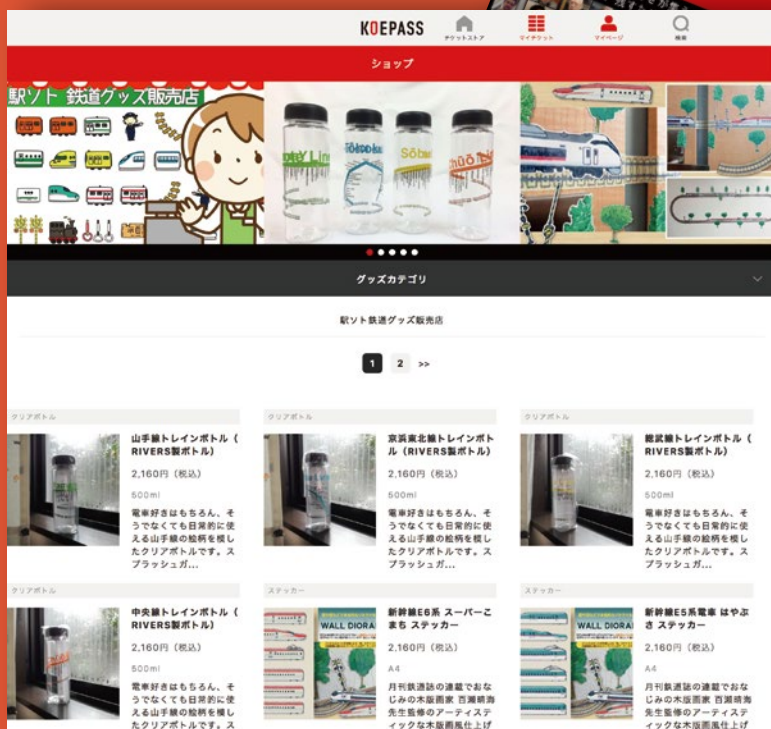 KOEPASS
チケットストア
マイチケット
マイページ
検索
ショップ
駅ソト 鉄道グッズ販売店
Tōhoku
Sōbu
グッズカテゴリ
駅ソト鉄道グッズ販売店
1 2 >>
クリアボトル
山手線トレインボトル（
RIVERS製ボトル）
2,160円（税込）
500ml
電車好きはもちろん、そ
うでなくても日常的に使
える山手線の絵柄を模し
たクリアボトルです。ス
プラッシュガ...
クリアボトル
京浜東北線トレインボト
ル（RIVERS製ボトル）
2,160円（税込）
500ml
電車好きはもちろん、そ
うでなくても日常的に使
える山手線の絵柄を模し
たクリアボトルです。ス
プラッシュガ...
クリアボトル
総武線トレインボトル（
RIVERS製ボトル）
2,160円（税込）
500ml
電車好きはもちろん、そ
うでなくても日常的に使
える山手線の絵柄を模し
たクリアボトルです。ス
プラッシュガ...
クリアボトル
中央線トレインボトル（
RIVERS製ボトル）
2,160円（税込）
500ml
電車好きはもちろん、そ
うでなくても日常的に使
える山手線の絵柄を模し
たクリアボトルです。ス
ステッカー
WALL DIORA
新幹線E6系 スーパーこ
まち ステッカー
2,160円（税込）
A4
月刊鉄道誌の連載でおな
じみの木版画家 百瀬晴海
先生監修のアーティステ
ィックな木版画風仕上げ
ステッカー
WALL DIORA
新幹線E5系電車 はやぶ
さ ステッカー
2,160円（税込）
A4
月刊鉄道誌の連載でおな
じみの木版画家 百瀬晴海
先生監修のアーティステ
ィックな木版画風仕上げ